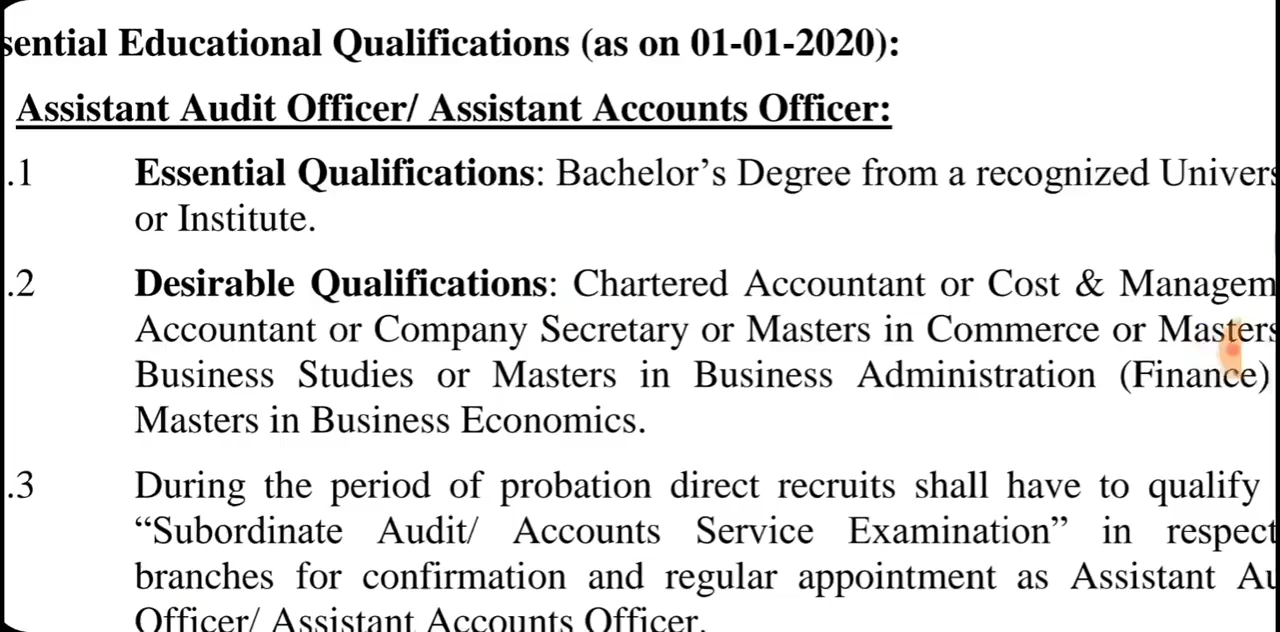 sential Educational Qualifications (as on 01-01-2020):
Assistant Audit Officer/ Assistant Accounts Officer:
.1 Essential Qualifications: Bachelor’s Degree from a recognized Univers
or Institute.
.2 Desirable Qualifications: Chartered Accountant or Cost & Managem
Accountant or Company Secretary or Masters in Commerce or Masters
Business Studies or Masters in Business Administration (Finance)
Masters in Business Economics.
.3 During the period of probation direct recruits shall have to qualify
“Subordinate Audit/ Accounts Service Examination” in respect
branches for confirmation and regular appointment as Assistant Au
Officer/ Assistant Accounts Officer.